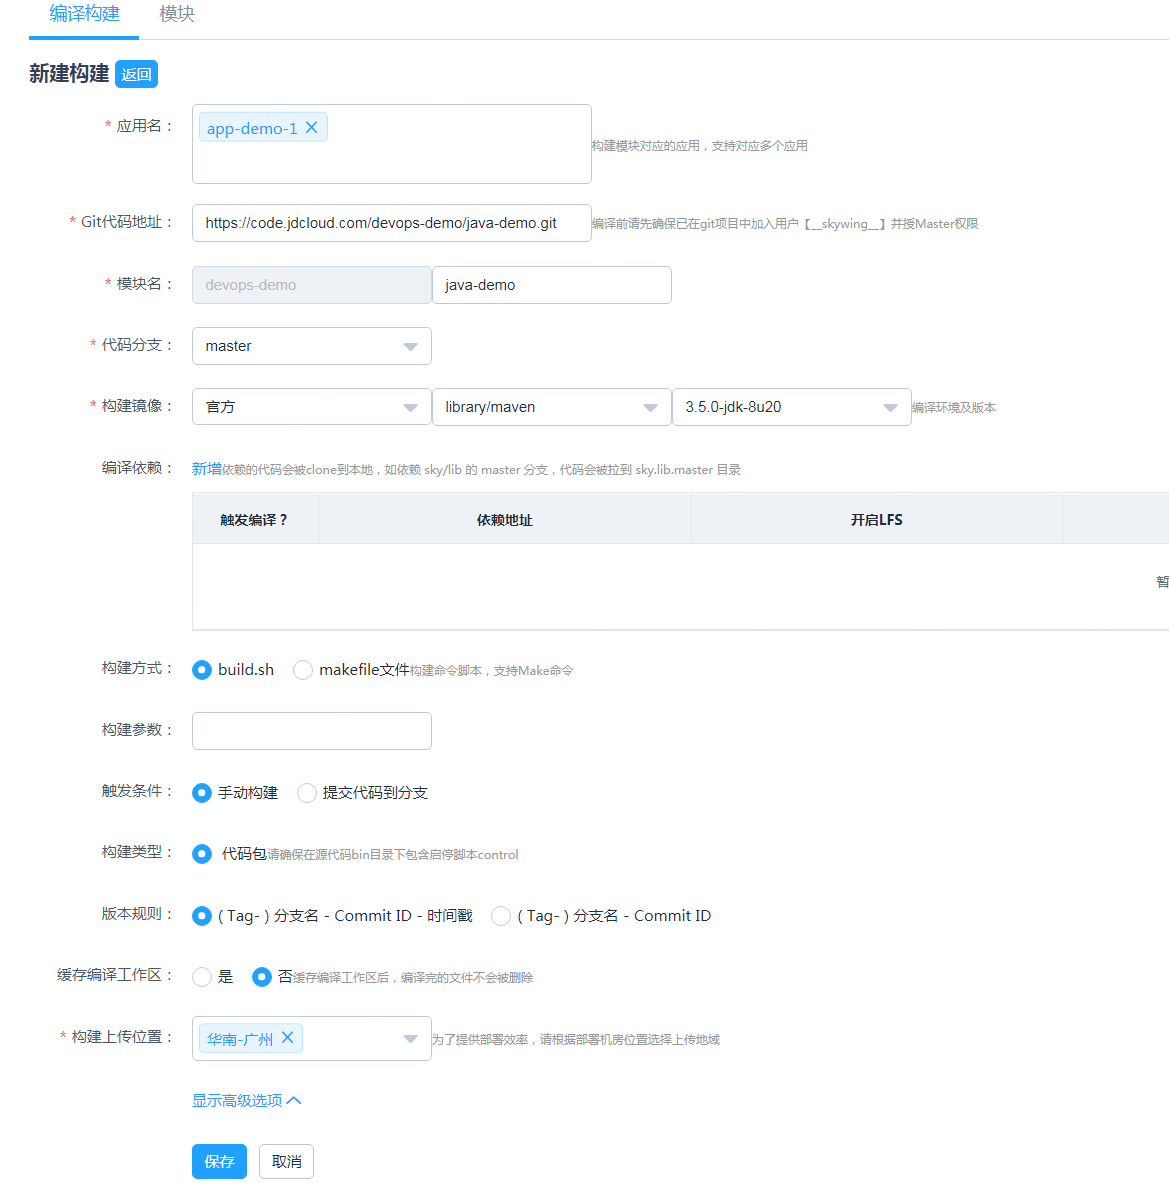 编译构建 模块
新建构建 返回
* 应用名： app-demo-1 构建模块对应的应用，支持对应多个应用
* Git代码地址： https://code.jdcloud.com/devops-demo/java-demo.git 编译前请先确保已在git项目中加入用户【__skywing__】并授Master权限
* 模块名： devops-demo java-demo
* 代码分支： master
* 构建镜像： 官方 library/maven 3.5.0-jdk-8u20 编译环境及版本
编译依赖： 新增依赖的代码会被clone到本地，如依赖 sky/lib 的 master 分支，代码会被拉到 sky.lib.master 目录
触发编译？ 依赖地址 开启LFS
暂
构建方式： build.sh makefile文件构建命令脚本，支持Make命令
构建参数：
触发条件： 手动构建 提交代码到分支
构建类型： 代码包请确保在源代码bin目录下包含启停脚本control
版本规则： ( Tag- ) 分支名 - Commit ID - 时间戳 ( Tag- ) 分支名 - Commit ID
缓存编译工作区： 是 否缓存编译工作区后，编译完的文件不会被删除
* 构建上传位置： 华南-广州 为了提供部署效率，请根据部署机房位置选择上传地域
显示高级选项
保存 取消